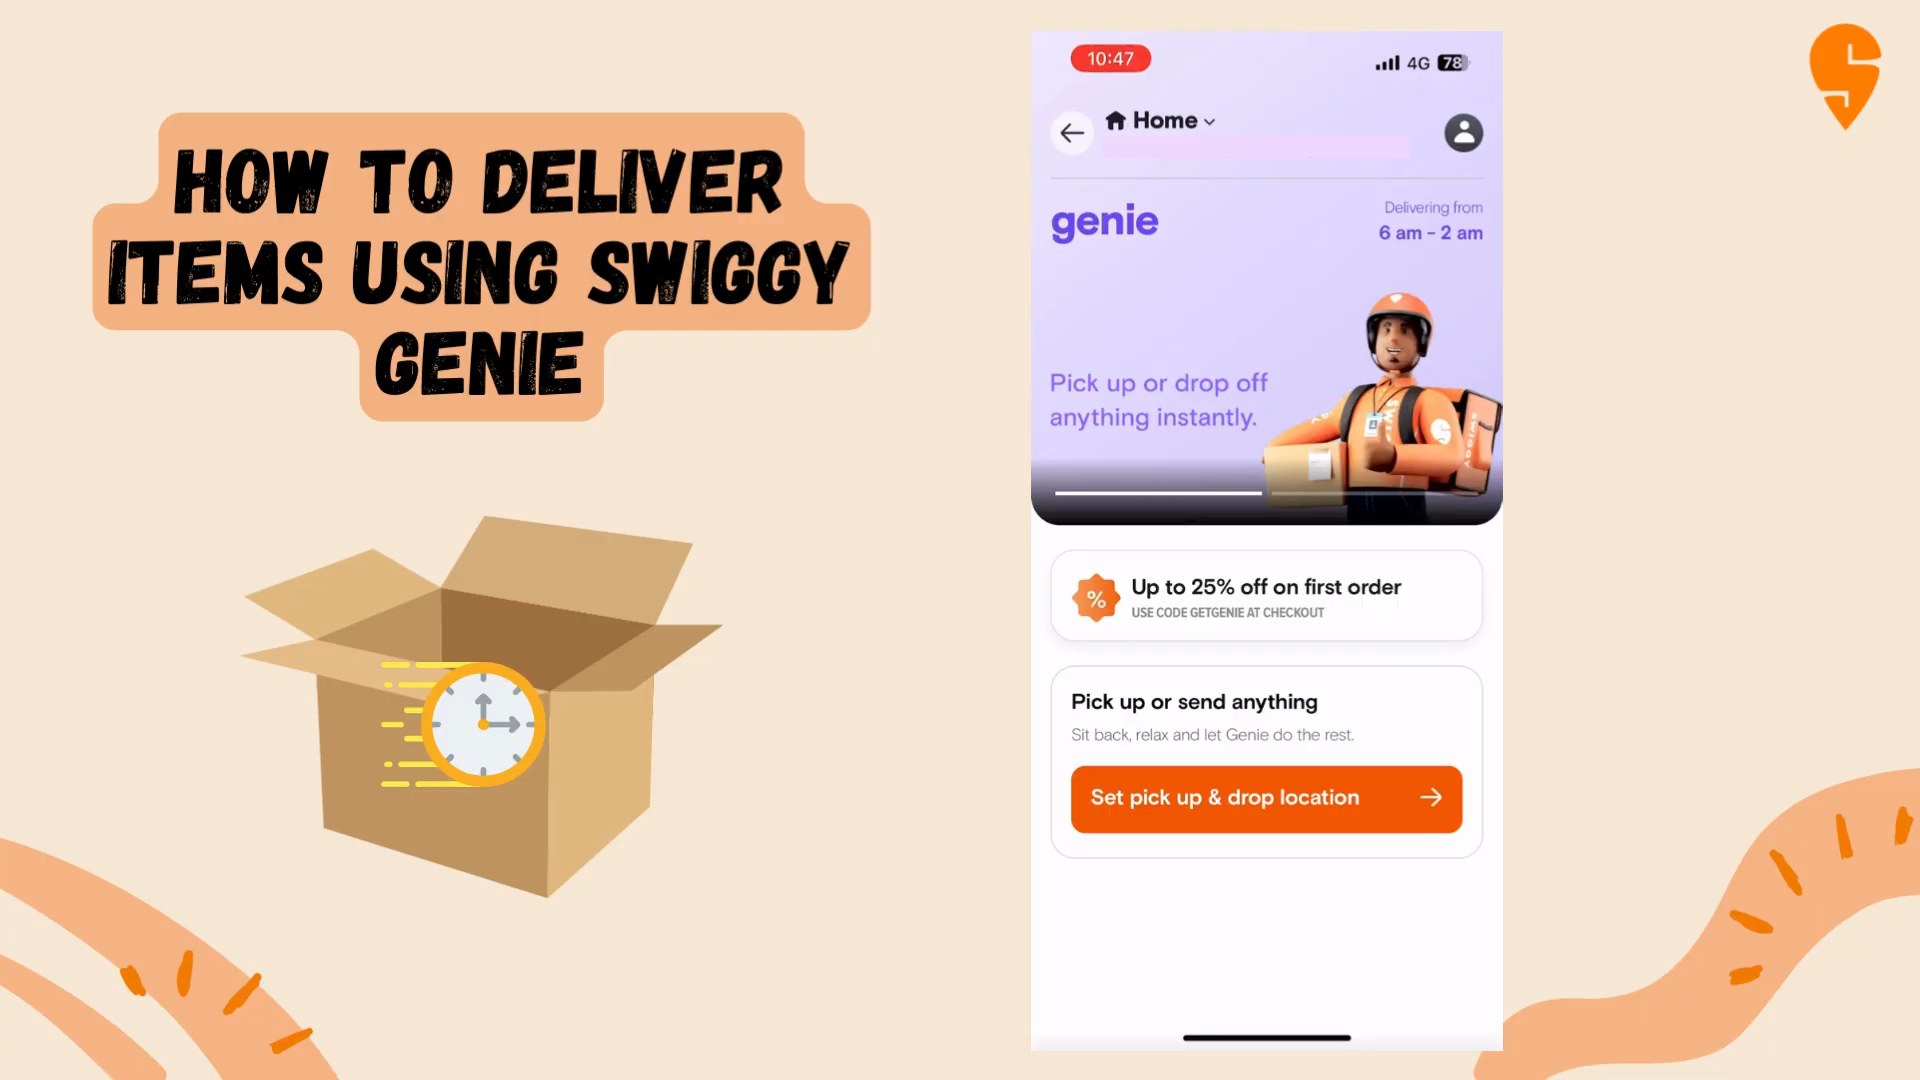 HOW TO DELIVER
ITEMS USING SWIGGY
GENIE
10:47
4G 78
Home
genie
Delivering from
6 am - 2 am
Pick up or drop off
anything instantly.
SWIGGY
Up to 25% off on first order
USE CODE GETGENIE AT CHECKOUT
Pick up or send anything
Sit back, relax and let Genie do the rest.
Set pick up & drop location